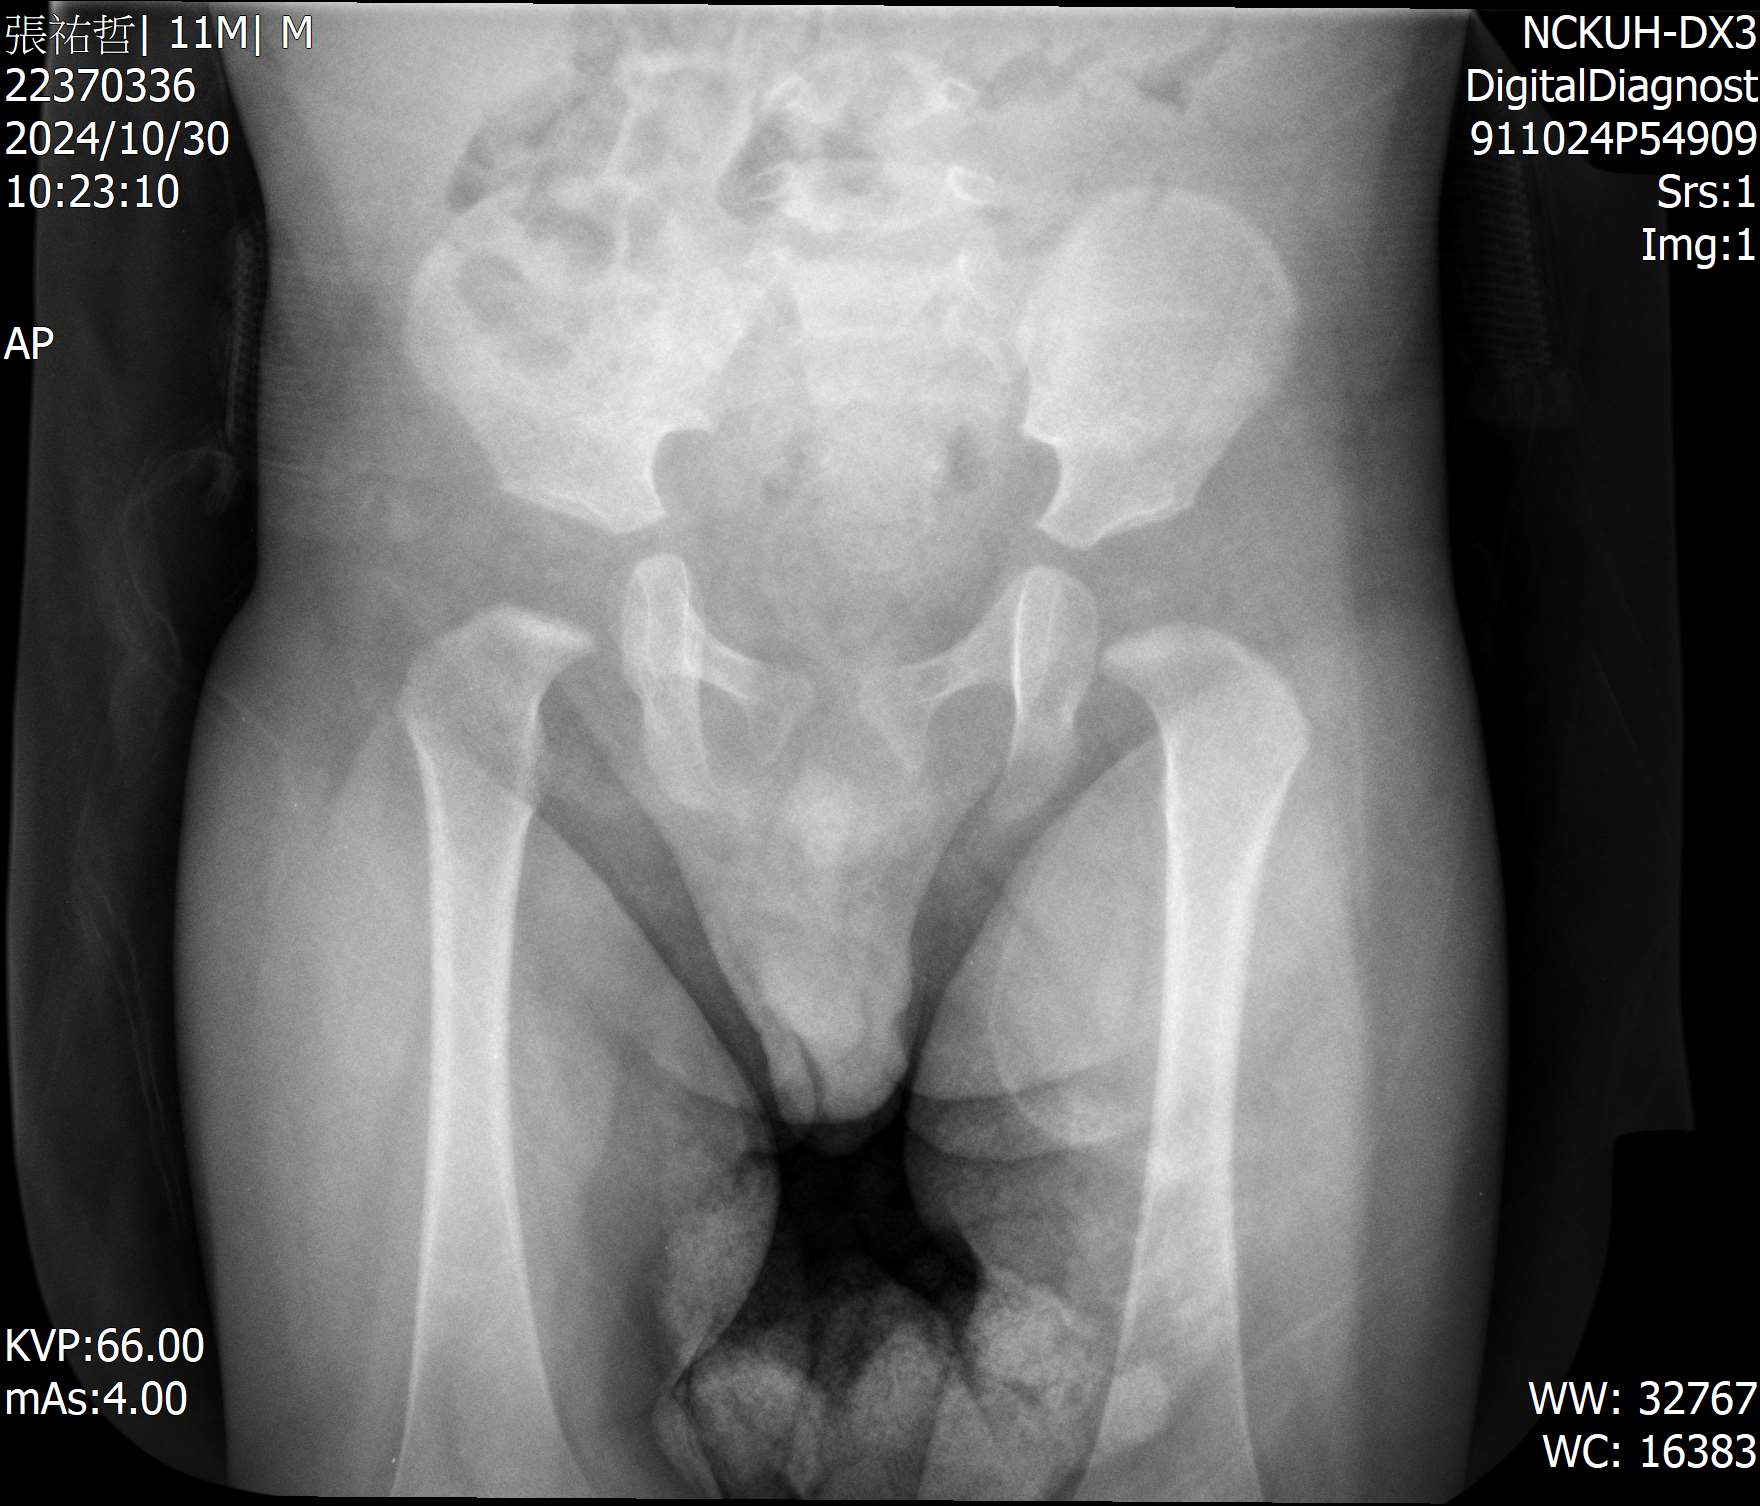 張祐哲| 11M| M
22370336
2024/10/30
10:23:10
AP
NCKUH-DX3
DigitalDiagnost
911024P54909
Srs:1
Img:1
KVP:66.00
mAs:4.00
WW: 32767
WC: 16383